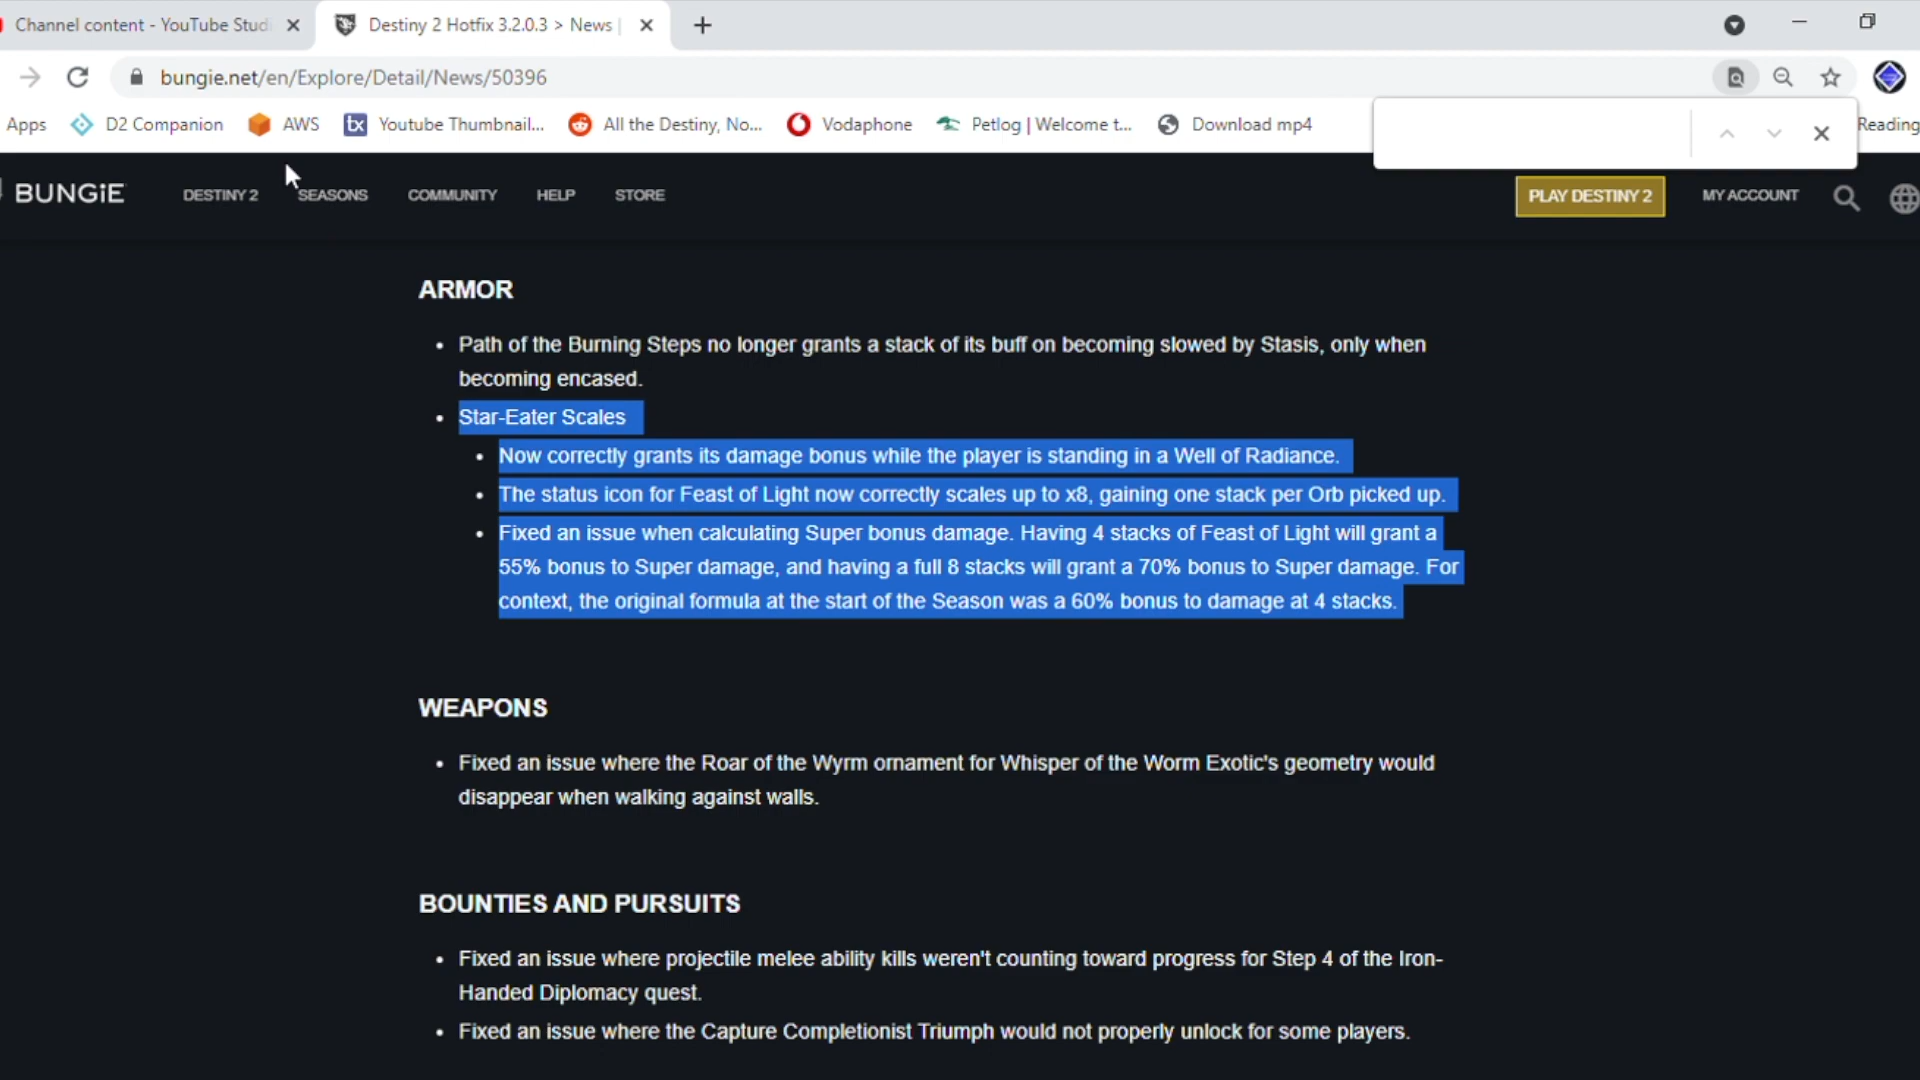 Channel content - YouTube Stud
Destiny 2 Hotfix 3.2.0.3 > News |
bungie.net/en/Explore/Detail/News/50396
Apps
D2 Companion
AWS
bx
Youtube Thumbnail...
All the Destiny, No...
Vodaphone
Petlog | Welcome t...
Download mp4
Reading
BUNGiE
DESTINY 2
SEASONS
COMMUNITY
HELP
STORE
PLAY DESTINY 2
MY ACCOUNT
ARMOR
• Path of the Burning Steps no longer grants a stack of its buff on becoming slowed by Stasis, only when
becoming encased.
• Star-Eater Scales
• Now correctly grants its damage bonus while the player is standing in a Well of Radiance.
• The status icon for Feast of Light now correctly scales up to x8, gaining one stack per Orb picked up.
• Fixed an issue when calculating Super bonus damage. Having 4 stacks of Feast of Light will grant a
55% bonus to Super damage, and having a full 8 stacks will grant a 70% bonus to Super damage. For
context, the original formula at the start of the Season was a 60% bonus to damage at 4 stacks.
WEAPONS
• Fixed an issue where the Roar of the Wyrm ornament for Whisper of the Worm Exotic's geometry would
disappear when walking against walls.
BOUNTIES AND PURSUITS
• Fixed an issue where projectile melee ability kills weren't counting toward progress for Step 4 of the Iron-
Handed Diplomacy quest.
• Fixed an issue where the Capture Completionist Triumph would not properly unlock for some players.